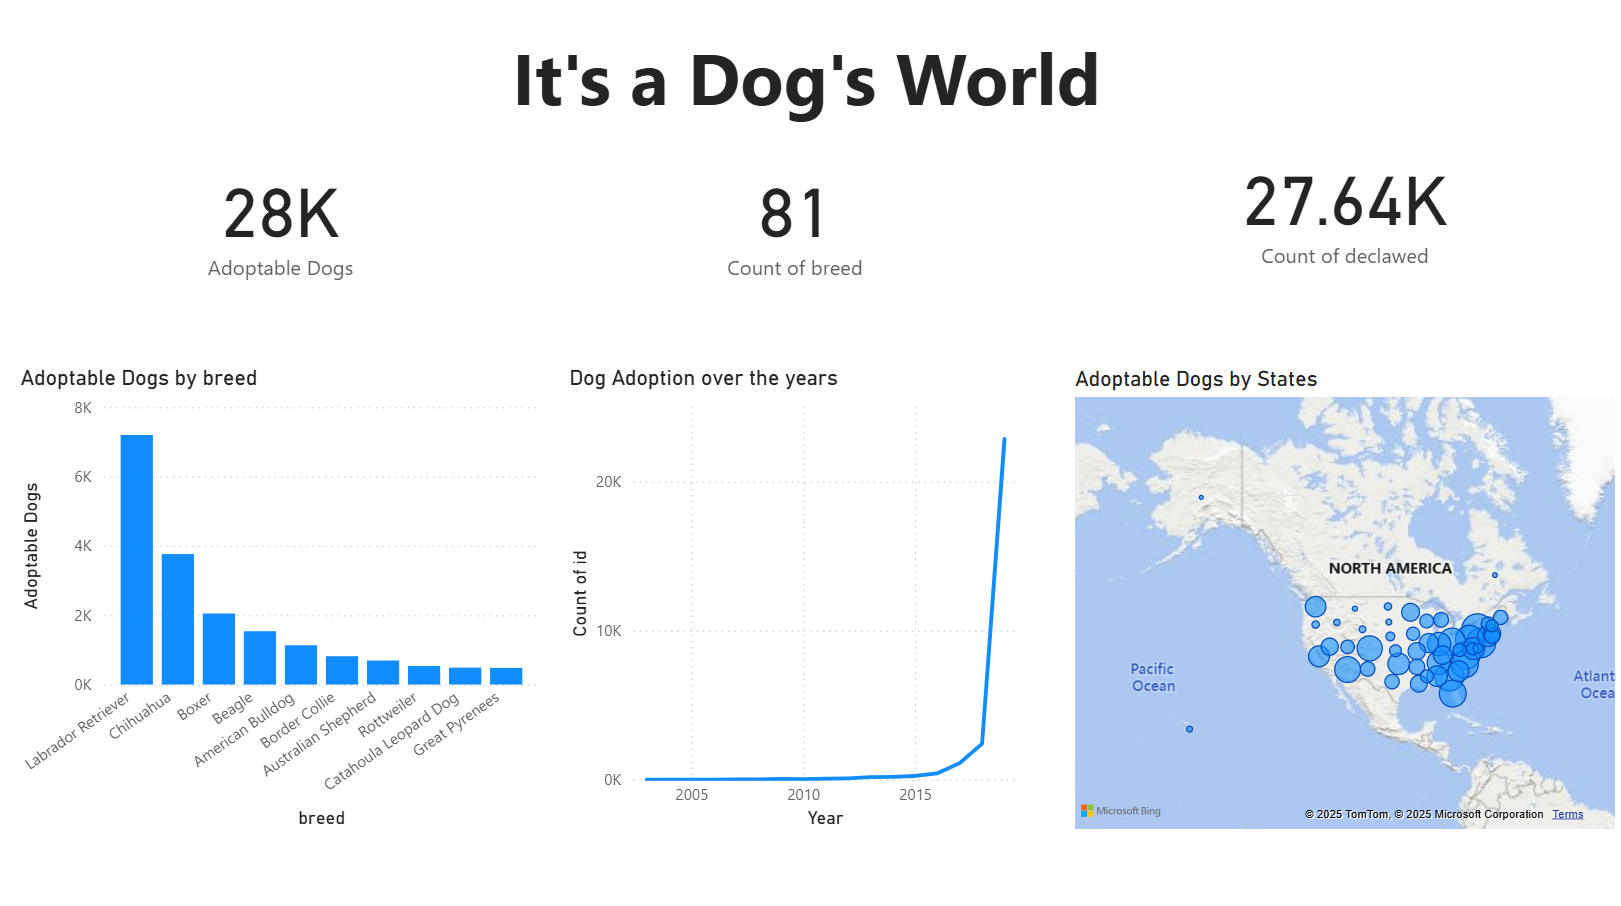 It's a Dog's World
28K
Adoptable Dogs
81
Count of breed
27.64K
Count of declawed
Adoptable Dogs by breed
8K
6K
4K
2K
0K
Adoptable Dogs
Labrador Retriever
Chihuahua
Boxer
Beagle
American Bulldog
Border Collie
Australian Shepherd
Rottweiler
Catahoula Leopard Dog
Great Pyrenees
breed
Dog Adoption over the years
20K
10K
0K
Count of id
2005
2010
2015
Year
Adoptable Dogs by States
NORTH AMERICA
Pacific
Ocean
Atlant
Ocea
Microsoft Bing
© 2025 TomTom, © 2025 Microsoft Corporation Terms